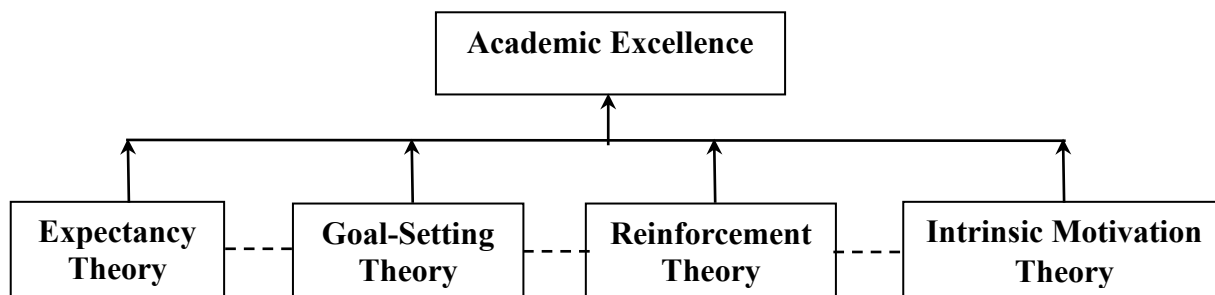 Academic Excellence
Expectancy
Theory
Goal-Setting
Theory
Reinforcement
Theory
Intrinsic Motivation
Theory